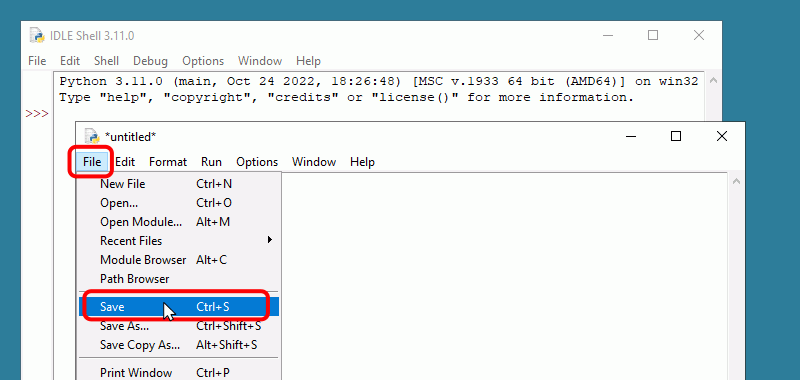 IDLE Shell 3.11.0
File Edit Shell Debug Options Window Help
Python 3.11.0 (main, Oct 24 2022, 18:26:48) [MSC v.1933 64 bit (AMD64)] on win32
Type "help", "copyright", "credits" or "license()" for more information.
>>>
*untitled*
File Edit Format Run Options Window Help
New File Ctrl+N
Open... Ctrl+O
Open Module... Alt+M
Recent Files
Module Browser Alt+C
Path Browser
Save Ctrl+S
Save As... Ctrl+Shift+S
Save Copy As... Alt+Shift+S
Print Window Ctrl+P